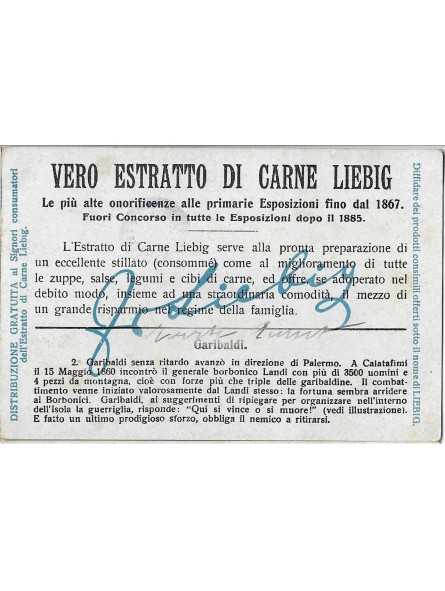 VERO ESTRATTO DI CARNE LIEBIG
Le più alte onorificenze alle primarie Esposizioni fino dal 1867.
Fuori Concorso in tutte le Esposizioni dopo il 1885.
L'Estratto di Carne Liebig serve alla pronta preparazione di
un eccellente stillato (consommé) come al miglioramento di tutte
le zuppe, salse, legumi e cibi di carne, ed offre, se adoperato nel
debito modo, insieme ad una straordinaria comodità, il mezzo di
un grande risparmio nel regime della famiglia.
J. v. Liebig
Garibaldi.
2. Garibaldi senza ritardo avanzò in direzione di Palermo. A Calatafimi
il 15 Maggio 1860 incontrò il generale borbonico Landi con più di 3500 uomini e
4 pezzi da montagna, cioè con forze più che triple delle garibaldine. Il combat-
timento venne iniziato valorosamente dal Landi stesso: la fortuna sembra arridere
ai Borbonici. Garibaldi, ai suggerimenti di ripiegare per organizzare nell'interno
dell'Isola la guerriglia, risponde: "Qui si vince o si muore!" (vedi illustrazione).
E fatto un ultimo prodigioso sforzo, obbliga il nemico a ritirarsi.
DISTRIBUZIONE GRATUITA ai Signori consumatori
dell'Estratto di Carne Liebig.
Diffidare dei prodotti consimili offerti sotto il nome di LIEBIG.